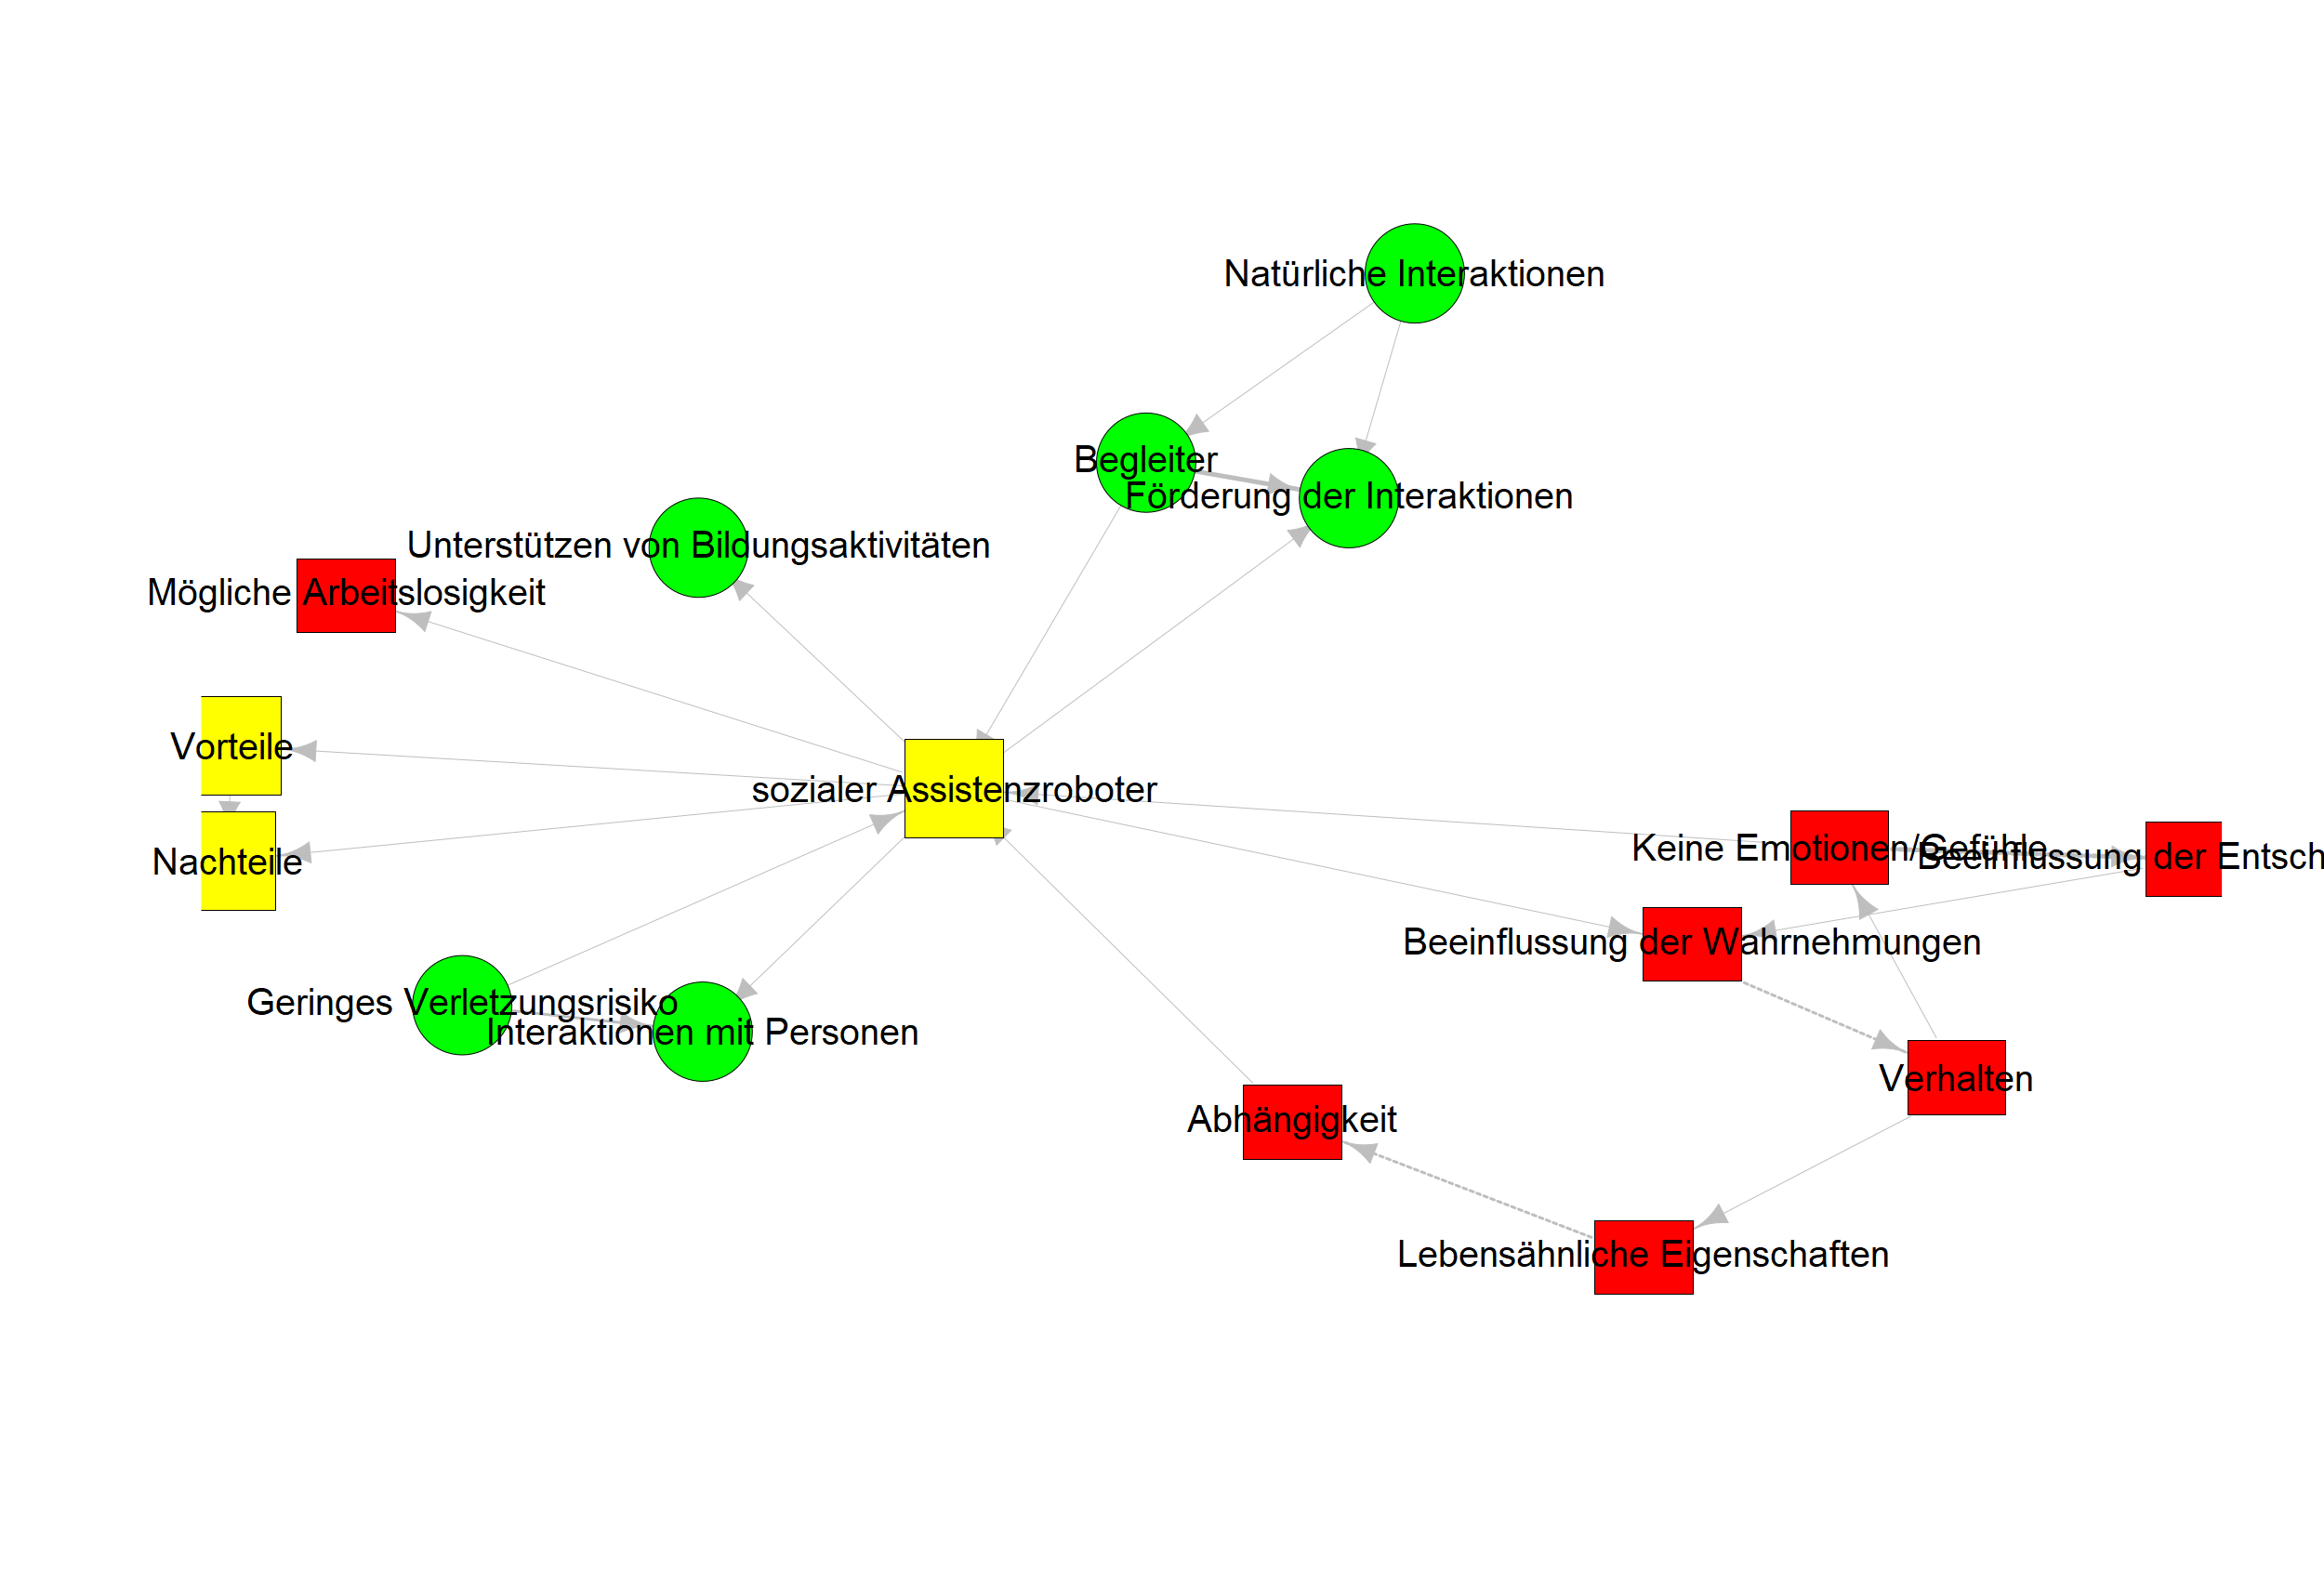 Natürliche Interaktionen
Begleiter
Förderung der Interaktionen
Unterstützen von Bildungsaktivitäten
Mögliche Arbeitslosigkeit
Vorteile
sozialer Assistenzroboter
Nachteile
Keine Emotionen/Gefühle
Beeinflussung der Entsch
Beeinflussung der Wahrnehmungen
Geringes Verletzungsrisiko
Interaktionen mit Personen
Verhalten
Abhängigkeit
Lebensähnliche Eigenschaften